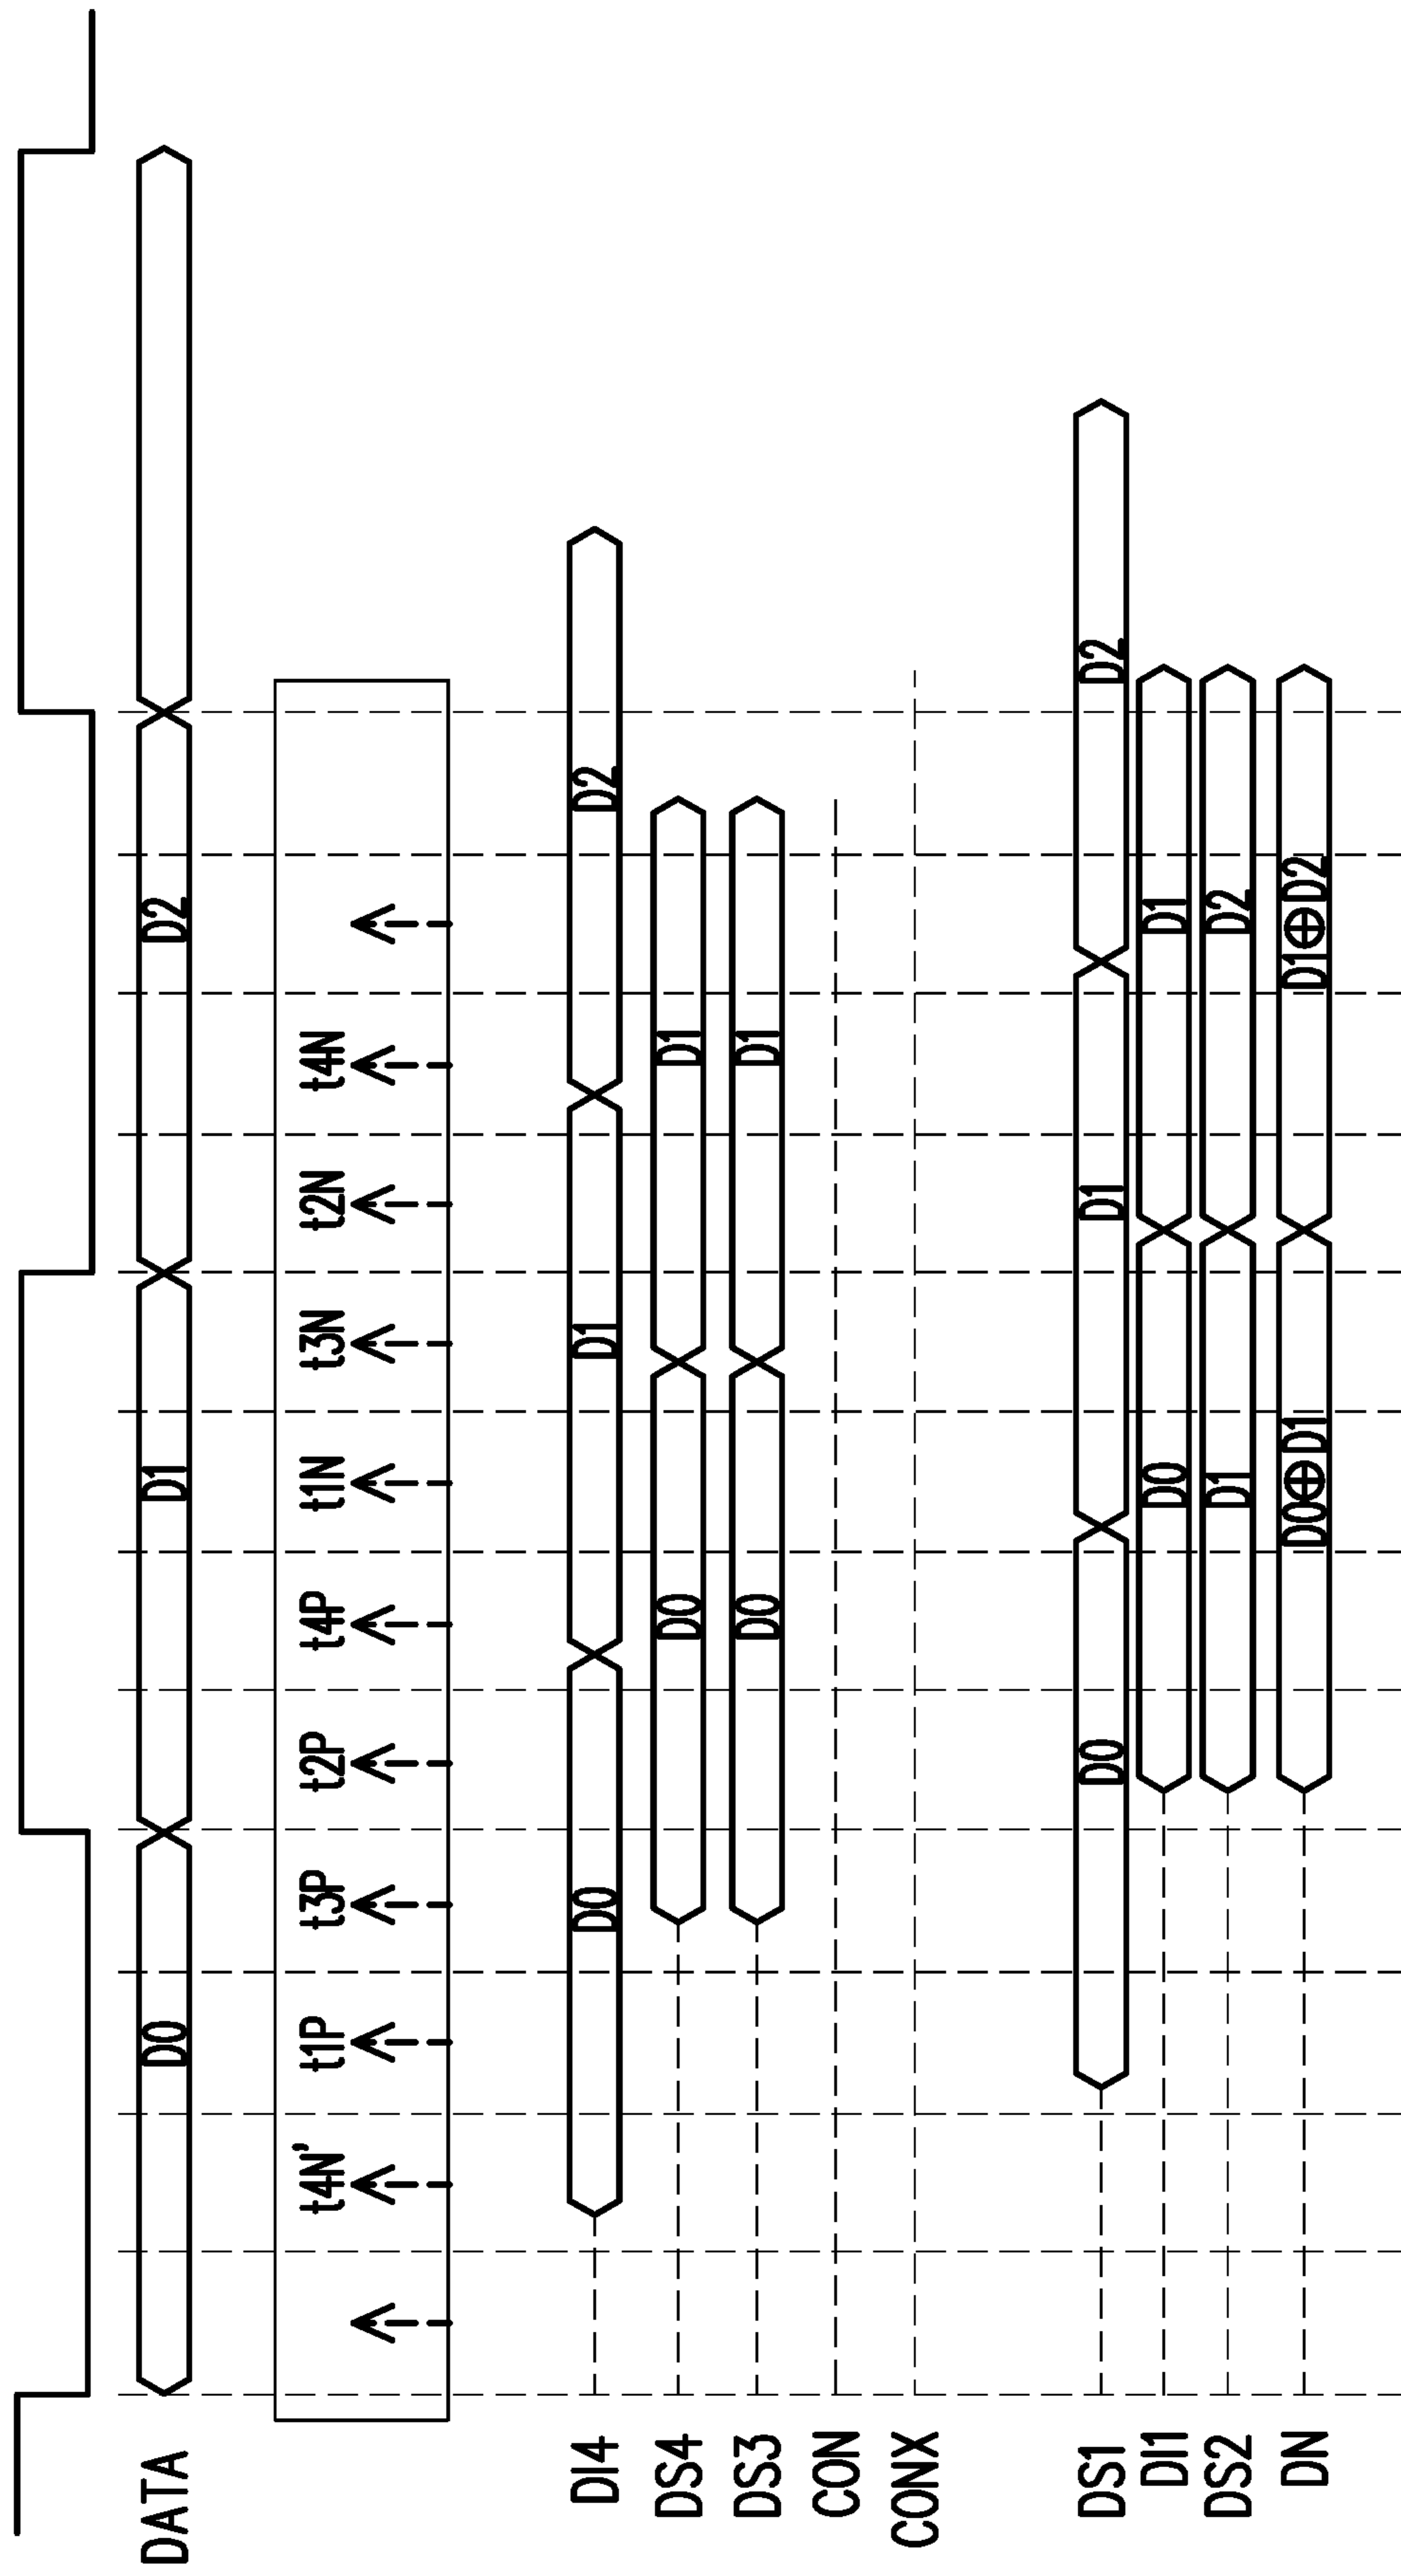 DATA D0 D1 D2
t4N' t1P t3P t2P t4P t1N t3N t2N t4N
DI4 D0 D1 D2
DS4 D0 D1
DS3 D0 D1
CON
CONX
DS1 D0 D1 D2
DI1 D0 D1
DS2 D1 D2
DN D0⊕D1 D1⊕D2